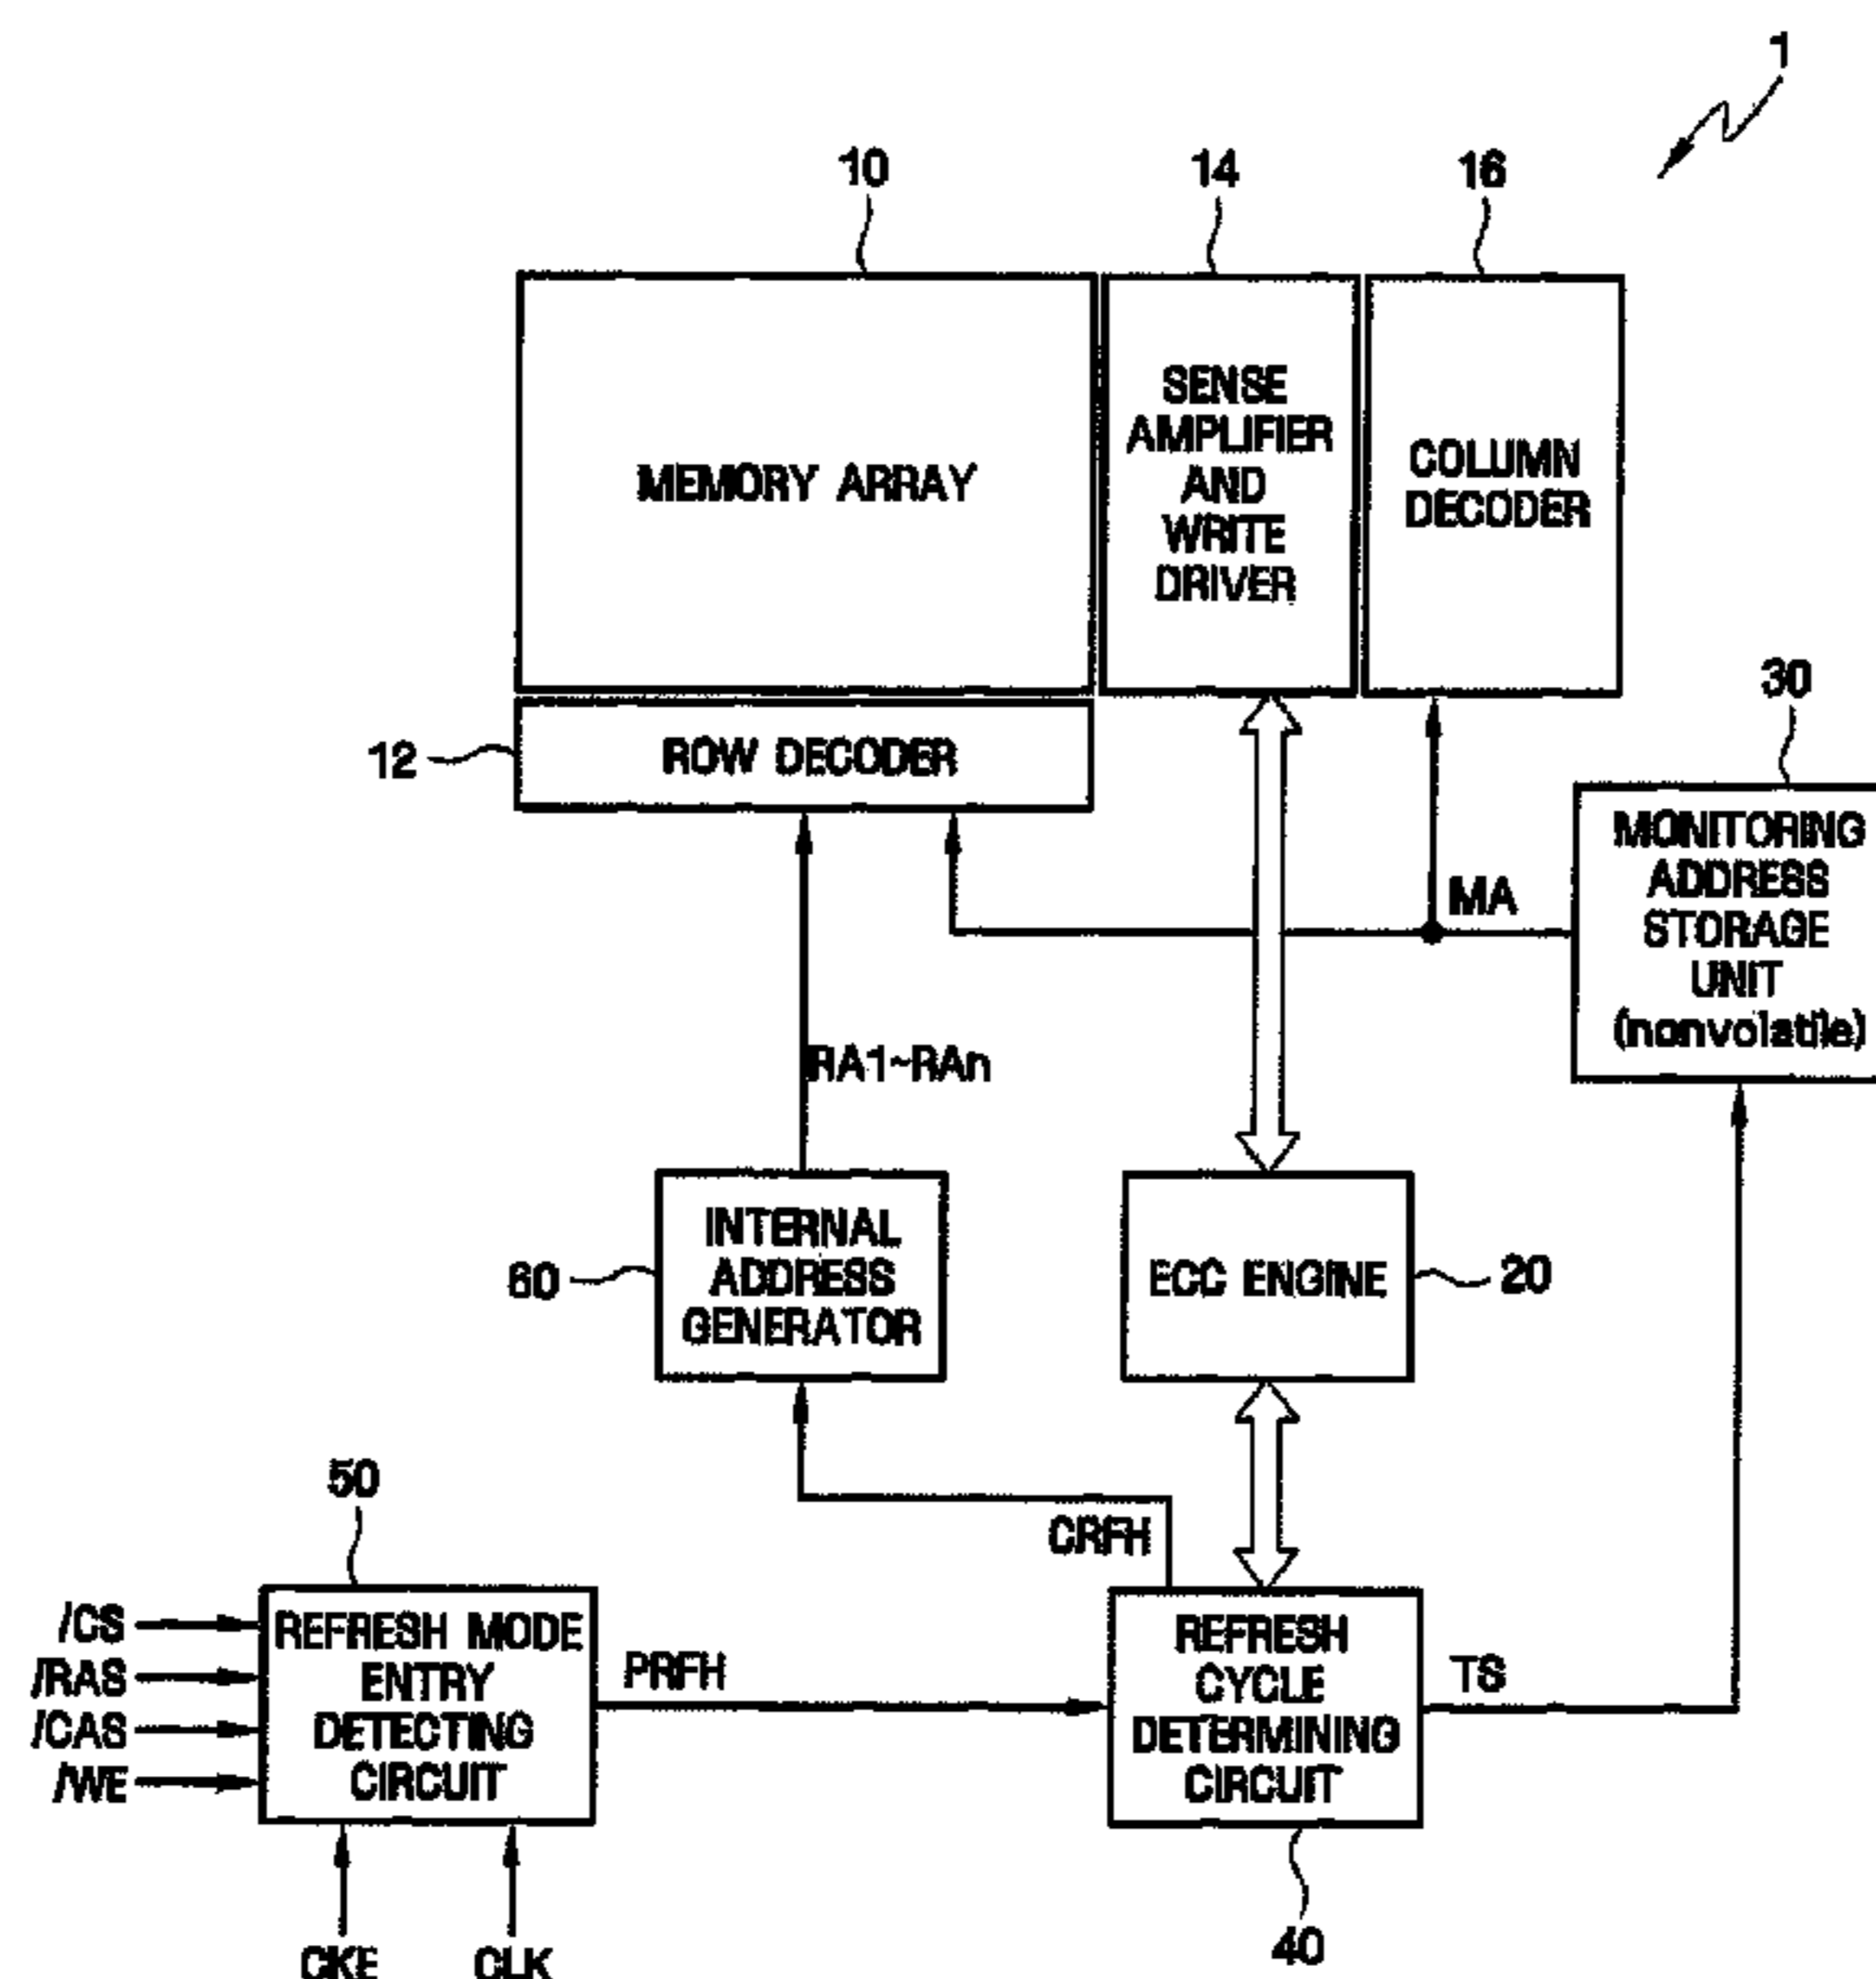 1
10
14
16
MEMORY ARRAY
SENSE
AMPLIFIER
AND
WRITE
DRIVER
COLUMN
DECODER
12
ROW DECODER
30
MONITORING
ADDRESS
STORAGE
UNIT
(nonvolatile)
MA
RA1~RAn
60
INTERNAL
ADDRESS
GENERATOR
ECC ENGINE
20
CRFH
50
/CS
/RAS
/CAS
/WE
REFRESH MODE
ENTRY
DETECTING
CIRCUIT
PRFH
REFRESH
CYCLE
DETERMINING
CIRCUIT
TS
CKE
CLK
40